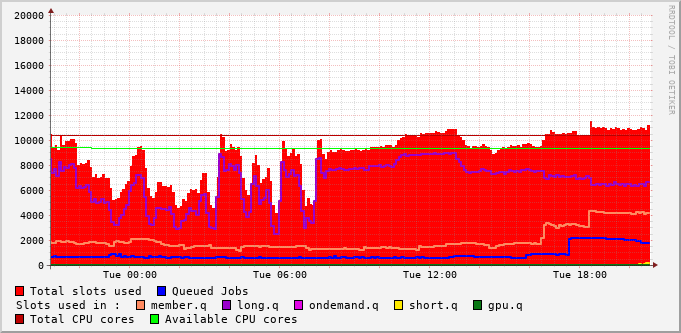 20000
18000
16000
14000
12000
10000
8000
6000
4000
2000
0
Tue 00:00 Tue 06:00 Tue 12:00 Tue 18:00
Total slots used Queued Jobs
Slots used in : member.q long.q ondemand.q short.q gpu.q
Total CPU cores Available CPU cores
RRDTOOL / TOBI OETIKER